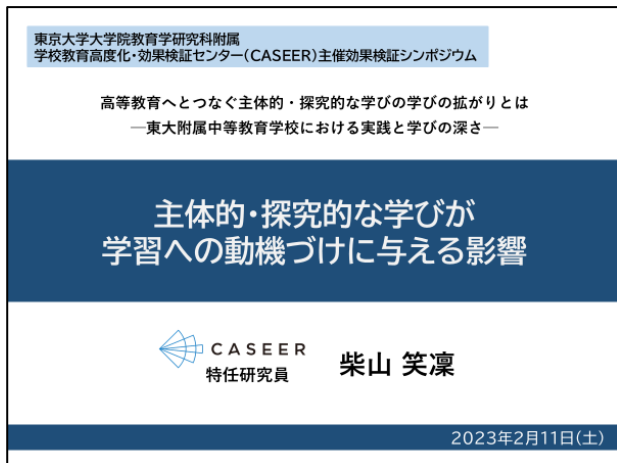 東京大学大学院教育学研究科附属
学校教育高度化・効果検証センター(CASEER)主催効果検証シンポジウム
高等教育へとつなぐ主体的・探究的な学びの学びの拡がりとは
―東大附属中等教育学校における実践と学びの深さ―
主体的・探究的な学びが
学習への動機づけに与える影響
CASEER
特任研究員 柴山 笑凜
2023年2月11日(土)